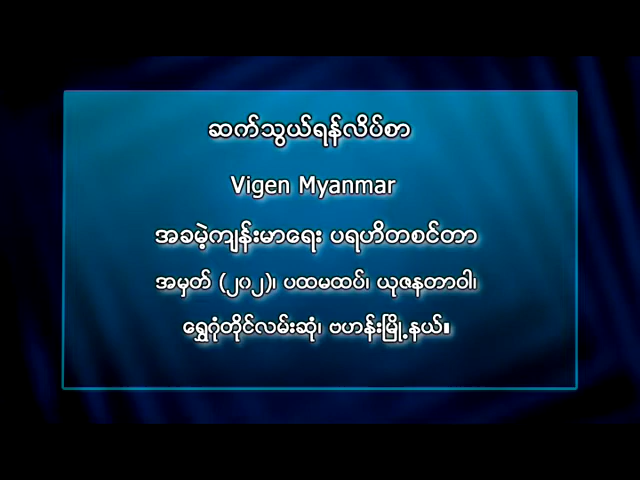 ဆက်သွယ်ရန်လိပ်စာ
Vigen Myanmar
အခမဲ့ကျန်းမာရေး ပရဟိတစင်တာ
အမှတ် (၂၀၂)၊ ပထမထပ်၊ ယုဇနတာဝါ၊
ရွှေဂုံတိုင်လမ်းဆုံ၊ ဗဟန်းမြို့နယ်။